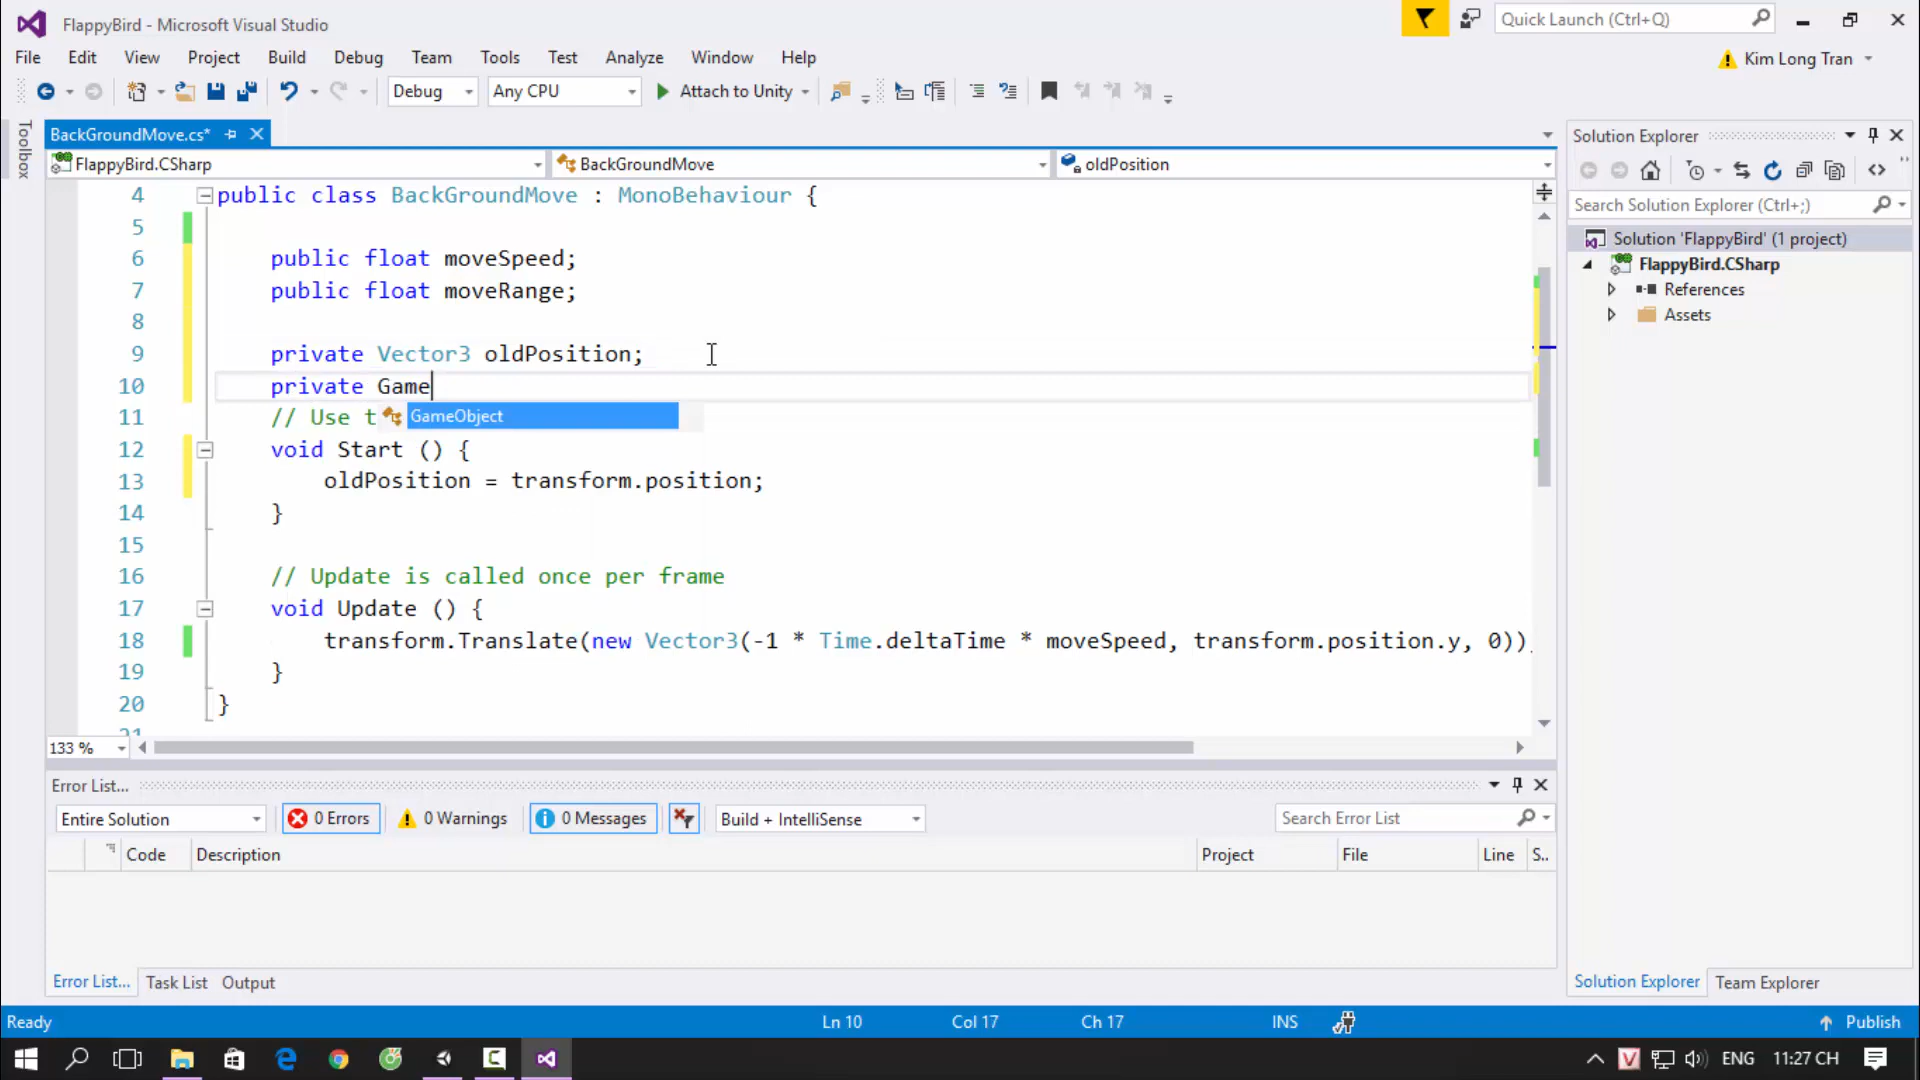 FlappyBird - Microsoft Visual Studio
Quick Launch (Ctrl+Q)
File Edit View Project Build Debug Team Tools Test Analyze Window Help
Kim Long Tran
Debug Any CPU Attach to Unity
Toolbox
BackGroundMove.cs*
FlappyBird.CSharp BackGroundMove oldPosition
4 public class BackGroundMove : MonoBehaviour {
5
6 public float moveSpeed;
7 public float moveRange;
8
9 private Vector3 oldPosition;
10 private Game
11 // Use t
GameObject
12 void Start () {
13 oldPosition = transform.position;
14 }
15
16 // Update is called once per frame
17 void Update () {
18 transform.Translate(new Vector3(-1 * Time.deltaTime * moveSpeed, transform.position.y, 0))
19 }
20 }
21
133 %
Solution Explorer
Search Solution Explorer (Ctrl+;)
Solution 'FlappyBird' (1 project)
FlappyBird.CSharp
References
Assets
Error List...
Entire Solution 0 Errors 0 Warnings 0 Messages Build + IntelliSense Search Error List
Code Description Project File Line S..
Error List... Task List Output
Solution Explorer Team Explorer
Ready Ln 10 Col 17 Ch 17 INS Publish
ENG 11:27 CH